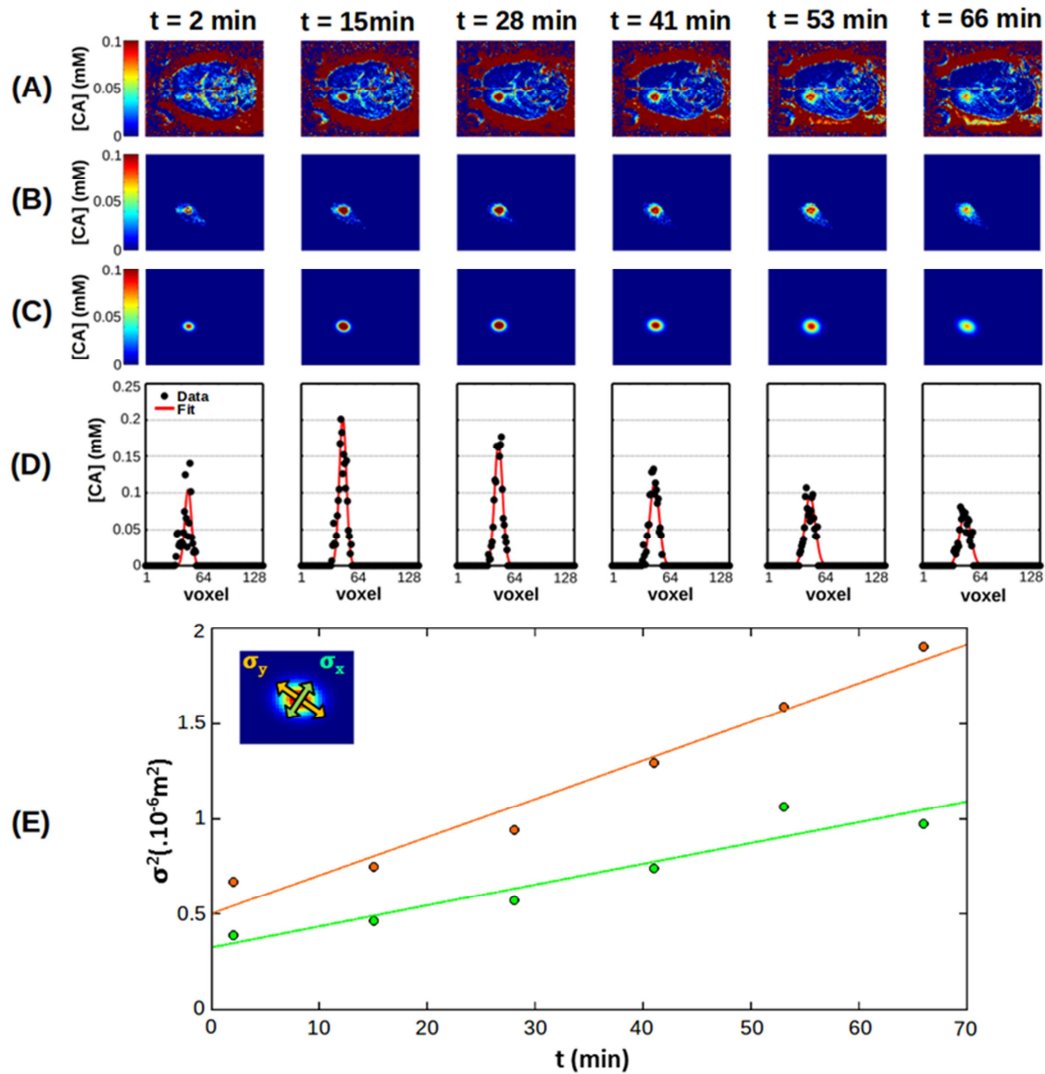 t = 2 min t = 15min t = 28 min t = 41 min t = 53 min t = 66 min
(A) [CA] (mM) 0.1 0.05 0
(B) [CA] (mM) 0.1 0.05 0
(C) [CA] (mM) 0.1 0.05 0
(D) [CA] (mM) 0.25 0.2 0.15 0.1 0.05 0
Data
Fit
1 64 128 1 64 128 1 64 128 1 64 128 1 64 128 1 64 128
voxel voxel voxel voxel voxel voxel
(E) σ²(.10⁻⁶m²) 2 1.5 1 0.5 0
σy σx
0 10 20 30 40 50 60 70
t (min)